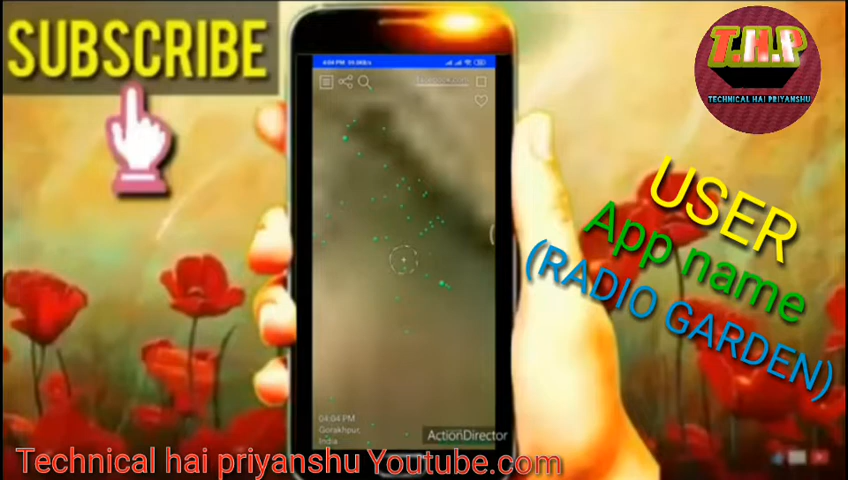 SUBSCRIBE
T.H.P
TECHNICAL HAI PRIYANSHU
USER
App name
(RADIO GARDEN)
04:04 PM
Gorakhpur,
India
ActionDirector
Technical hai priyanshu Youtube.com